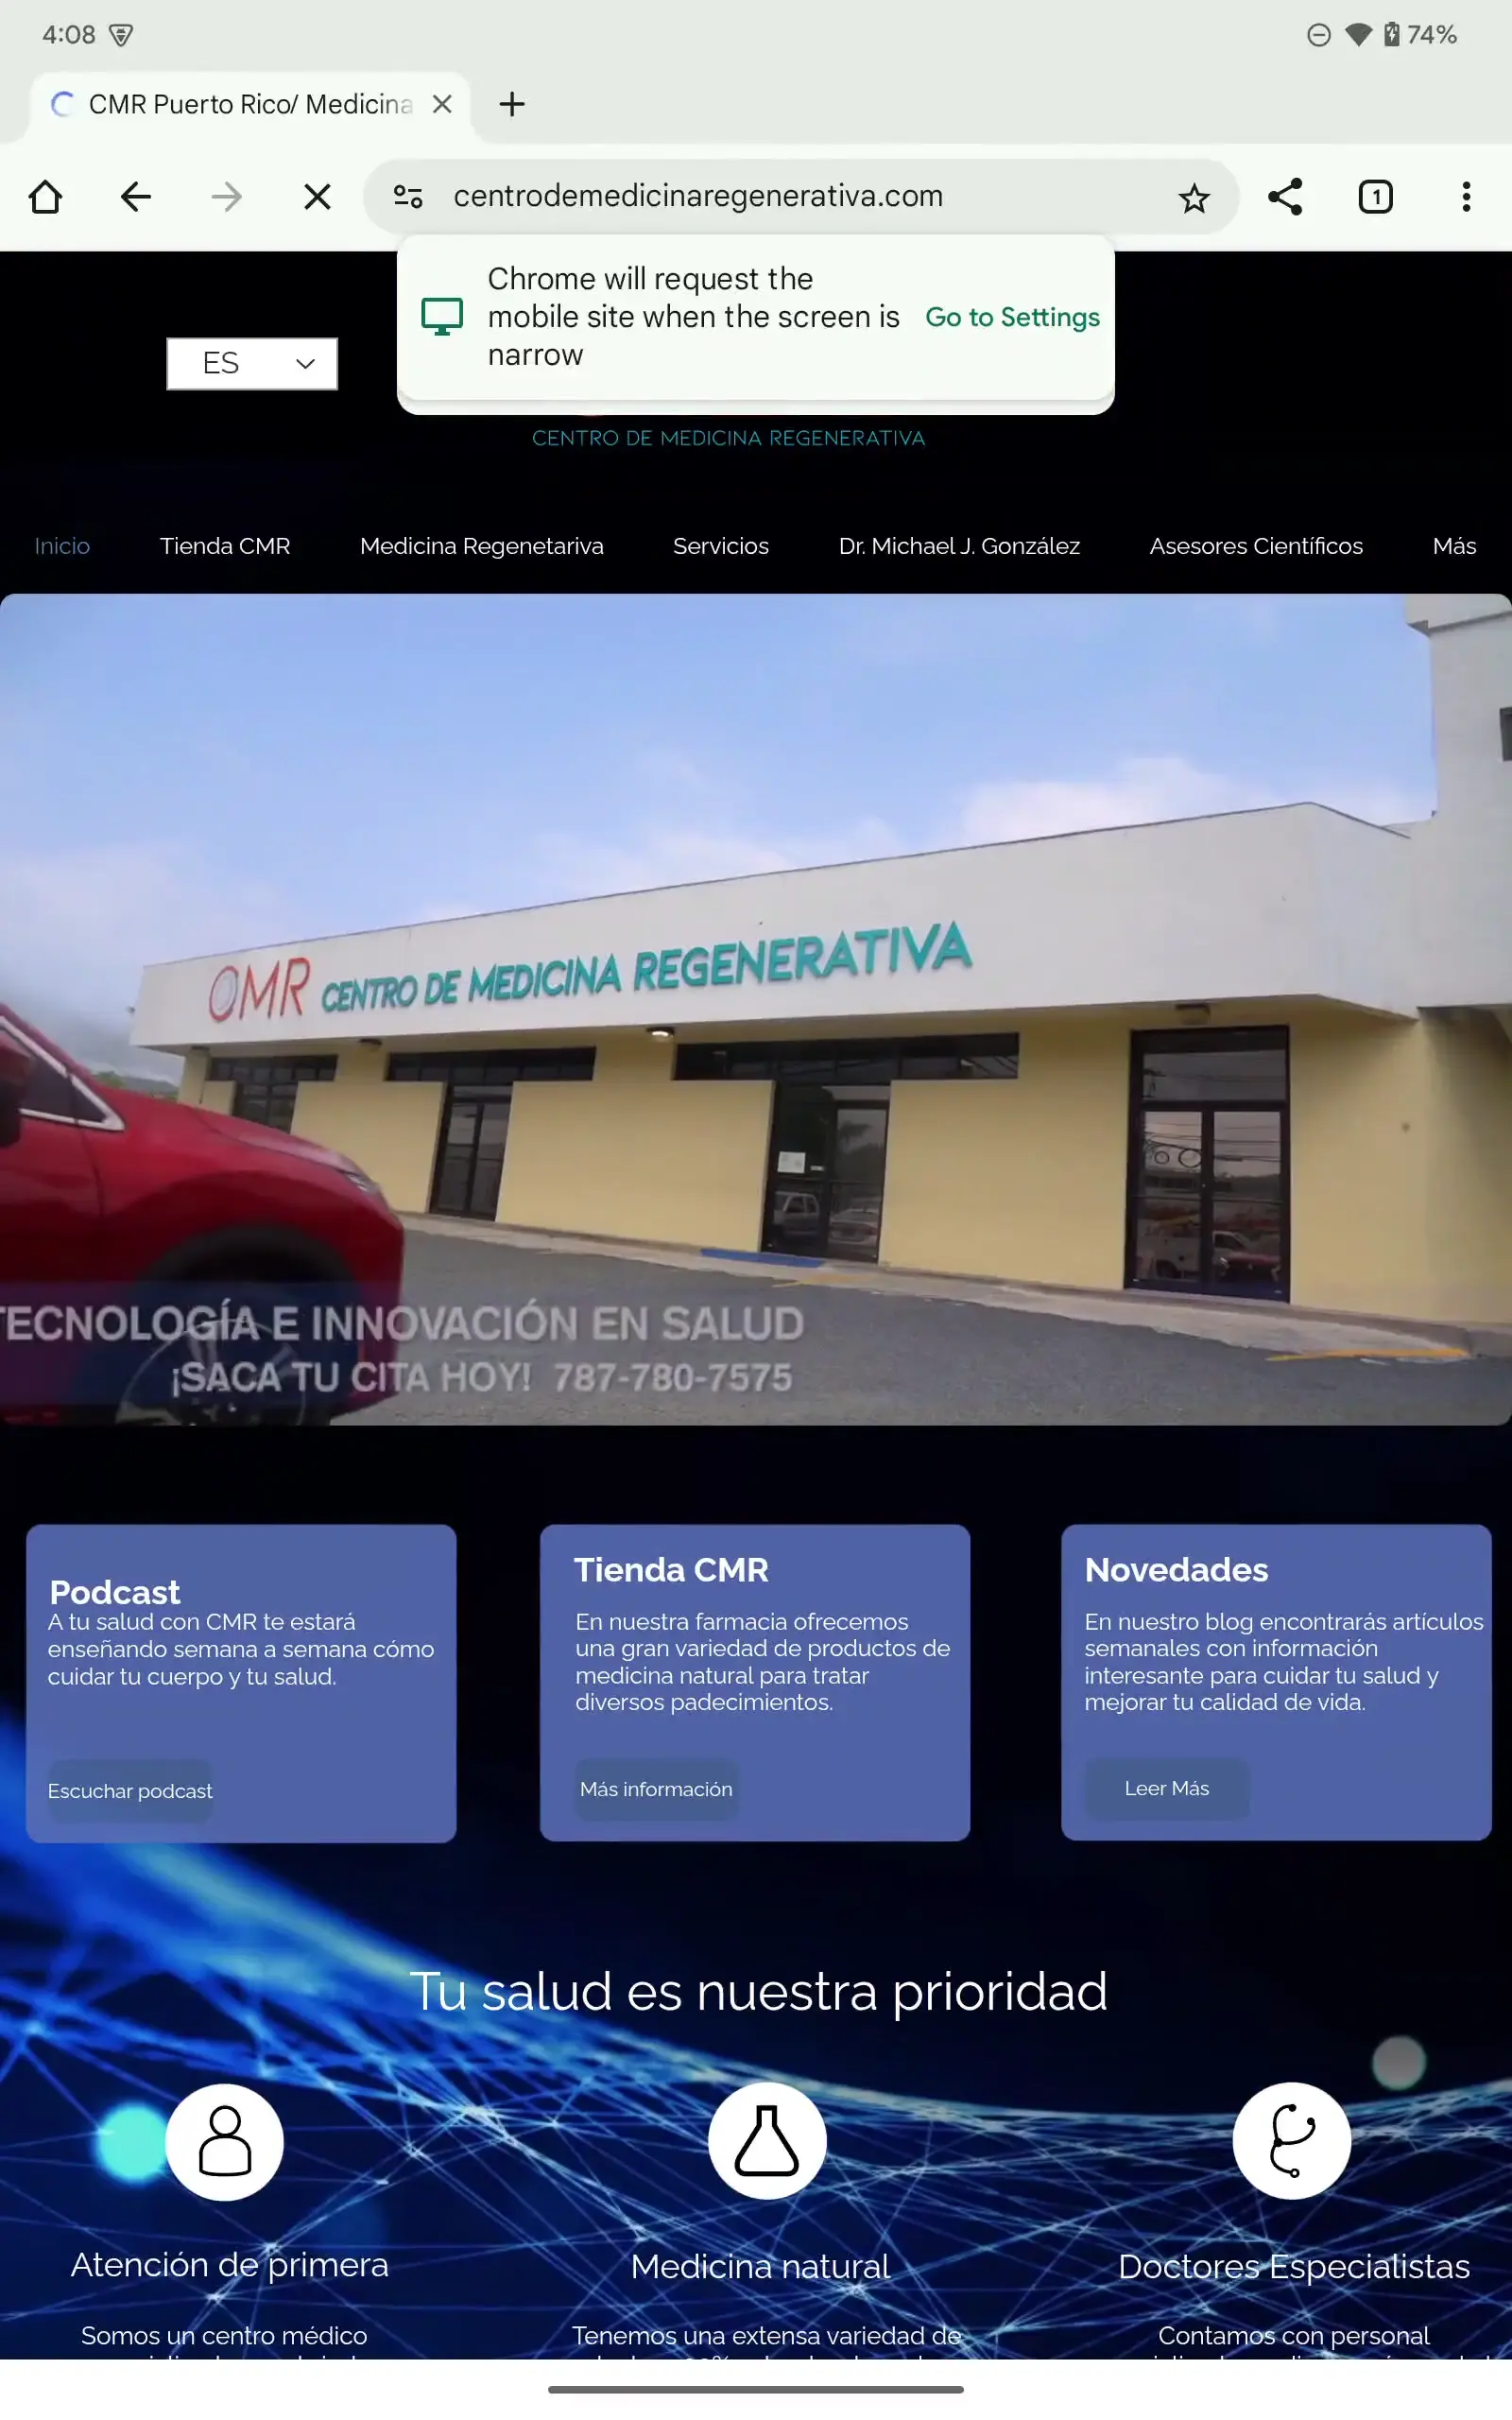 4:08
74%
CMR Puerto Rico/ Medicina
centrodemedicinaregenerativa.com
1
Chrome will request the
mobile site when the screen is
narrow
Go to Settings
ES
CENTRO DE MEDICINA REGENERATIVA
Inicio
Tienda CMR
Medicina Regenetariva
Servicios
Dr. Michael J. González
Asesores Científicos
Más
CMR CENTRO DE MEDICINA REGENERATIVA
TECNOLOGÍA E INNOVACIÓN EN SALUD
¡SACA TU CITA HOY! 787-780-7575
Podcast
A tu salud con CMR te estará
enseñando semana a semana cómo
cuidar tu cuerpo y tu salud.
Escuchar podcast
Tienda CMR
En nuestra farmacia ofrecemos
una gran variedad de productos de
medicina natural para tratar
diversos padecimientos.
Más información
Novedades
En nuestro blog encontrarás artículos
semanales con información
interesante para cuidar tu salud y
mejorar tu calidad de vida.
Leer Más
Tu salud es nuestra prioridad
Atención de primera
Somos un centro médico
Medicina natural
Tenemos una extensa variedad de
Doctores Especialistas
Contamos con personal